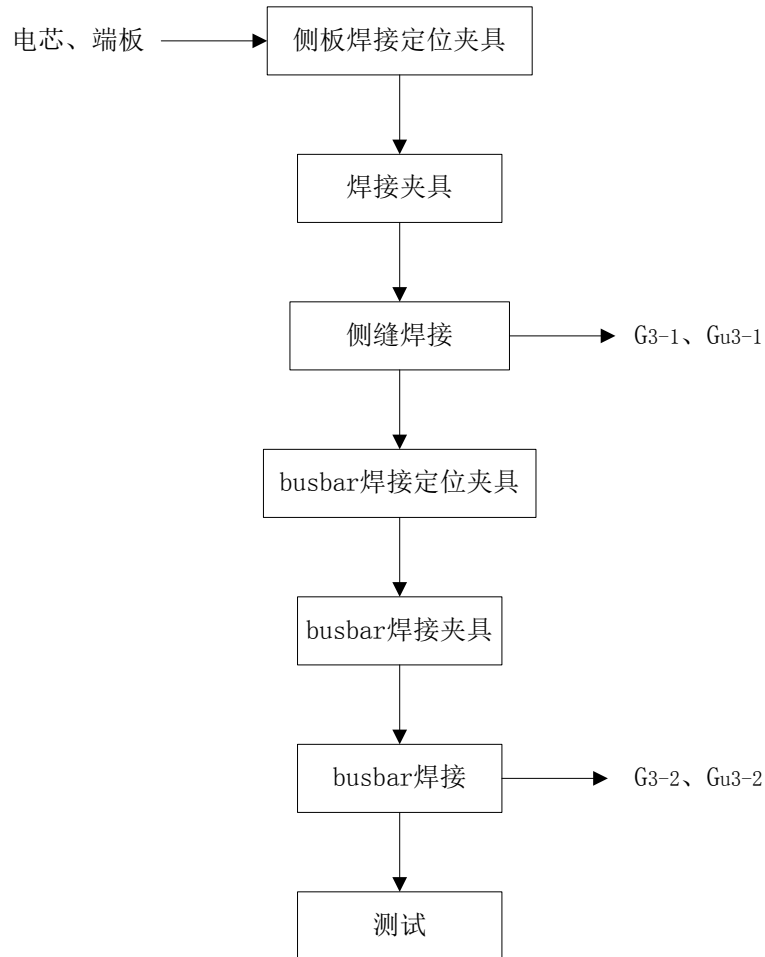 电芯、端板
侧板焊接定位夹具
焊接夹具
侧缝焊接
G3-1、Gu3-1
busbar焊接定位夹具
busbar焊接夹具
busbar焊接
G3-2、Gu3-2
测试